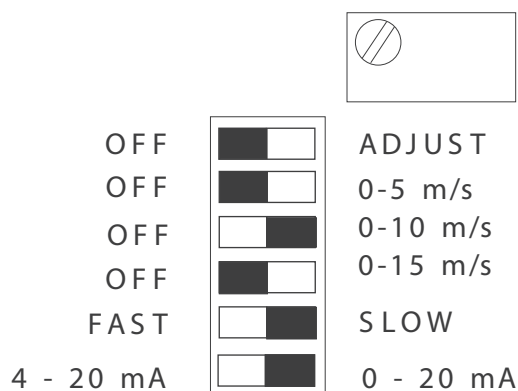 OFF ADJUST
OFF 0-5 m/s
OFF 0-10 m/s
OFF 0-15 m/s
FAST SLOW
4 - 20 mA 0 - 20 mA